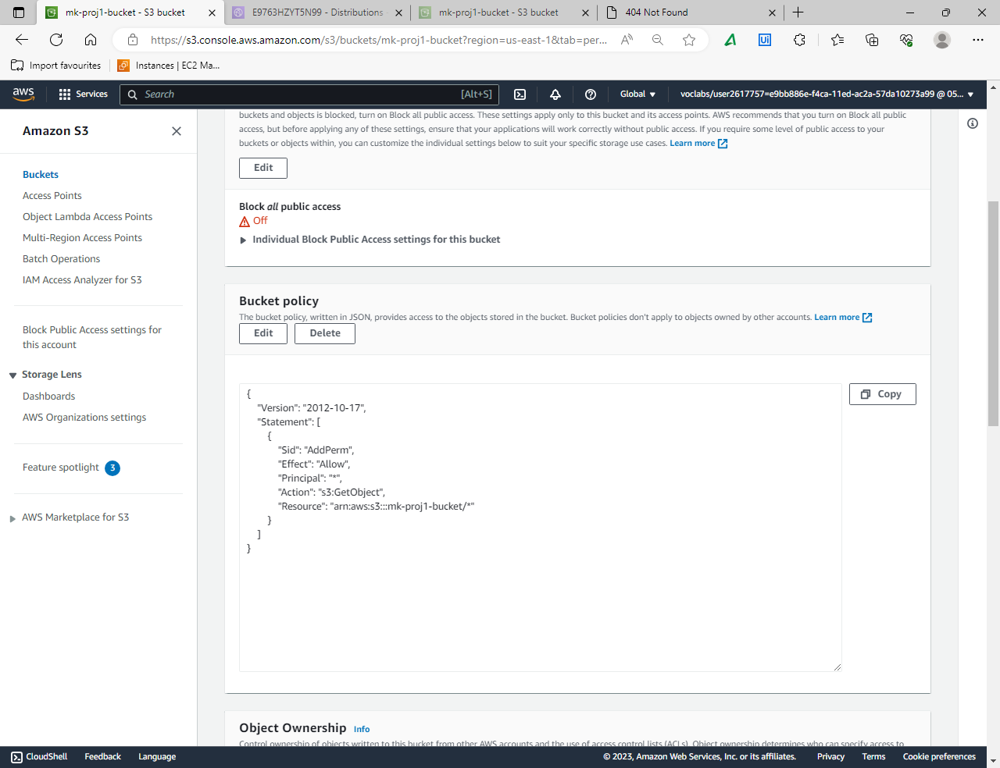 mk-proj1-bucket - S3 bucket
E9763HZYT5N99 - Distributions
mk-proj1-bucket - S3 bucket
404 Not Found
https://s3.console.aws.amazon.com/s3/buckets/mk-proj1-bucket?region=us-east-1&tab=per...
Import favourites
Instances | EC2 Ma...
aws
Services
Search
[Alt+S]
Global
voclabs/user2617757=e9bb886e-f4ca-11ed-ac2a-57da10273a99 @ 05...
Amazon S3
Buckets
Access Points
Object Lambda Access Points
Multi-Region Access Points
Batch Operations
IAM Access Analyzer for S3
Block Public Access settings for
this account
Storage Lens
Dashboards
AWS Organizations settings
Feature spotlight 3
AWS Marketplace for S3
buckets and objects is blocked, turn on Block all public access. These settings apply only to this bucket and its access points. AWS recommends that you turn on Block all public
access, but before applying any of these settings, ensure that your applications will work correctly without public access. If you require some level of public access to your
buckets or objects within, you can customize the individual settings below to suit your specific storage use cases. Learn more
Edit
Block all public access
Off
Individual Block Public Access settings for this bucket
Bucket policy
The bucket policy, written in JSON, provides access to the objects stored in the bucket. Bucket policies don't apply to objects owned by other accounts. Learn more
Edit
Delete
{
"Version": "2012-10-17",
"Statement": [
{
"Sid": "AddPerm",
"Effect": "Allow",
"Principal": "*",
"Action": "s3:GetObject",
"Resource": "arn:aws:s3:::mk-proj1-bucket/*"
}
]
}
Copy
Object Ownership Info
Control ownership of objects written to this bucket from other AWS accounts and the use of access control lists (ACLs). Object ownership determines who can specify access to
CloudShell
Feedback
Language
© 2023, Amazon Web Services, Inc. or its affiliates.
Privacy
Terms
Cookie preferences